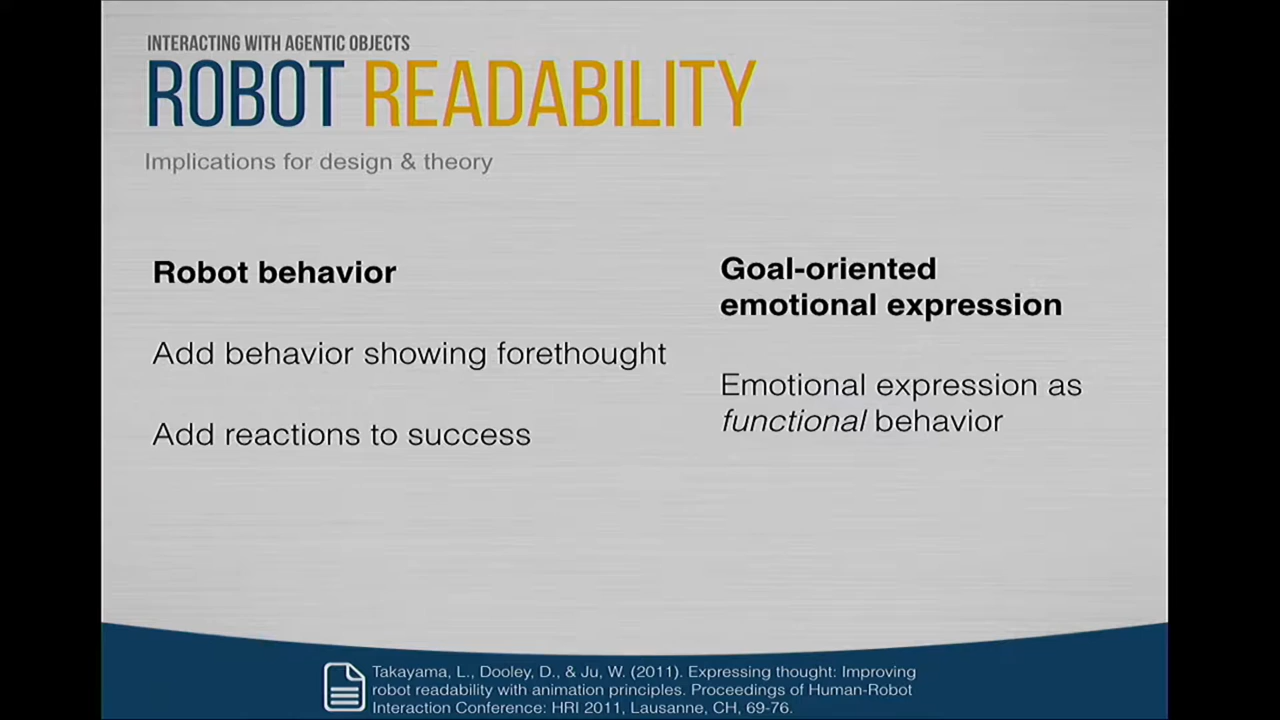 INTERACTING WITH AGENTIC OBJECTS
ROBOT READABILITY
Implications for design & theory
Robot behavior
Add behavior showing forethought
Add reactions to success
Goal-oriented
emotional expression
Emotional expression as
functional behavior
Takayama, L., Dooley, D., & Ju, W. (2011). Expressing thought: Improving
robot readability with animation principles. Proceedings of Human-Robot
Interaction Conference: HRI 2011, Lausanne, CH, 69-76.